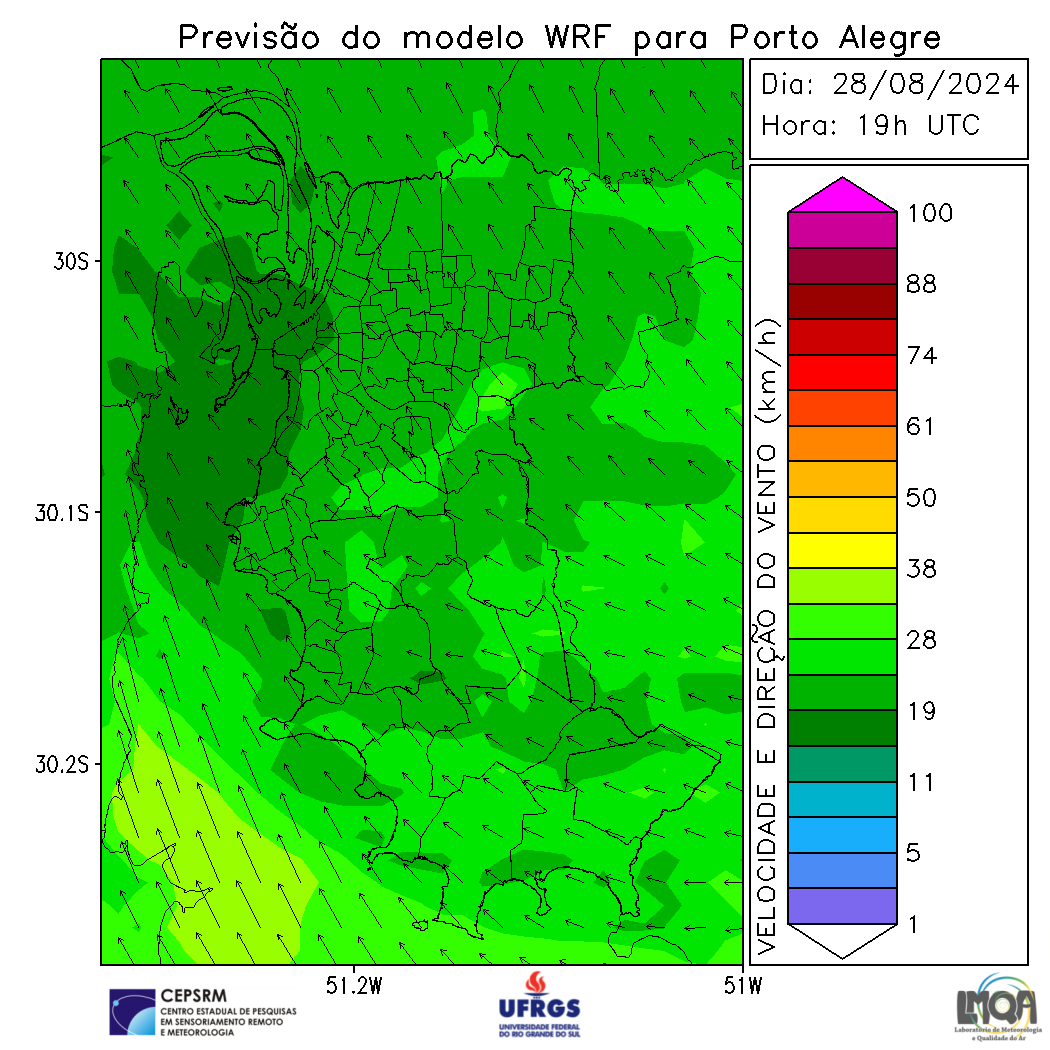 Previsão do modelo WRF para Porto Alegre
Dia: 28/08/2024
Hora: 19h UTC
30S
30.1S
30.2S
51.2W
51W
VELOCIDADE E DIREÇÃO DO VENTO (km/h)
100
88
74
61
50
38
28
19
11
5
1
CEPSRM
CENTRO ESTADUAL DE PESQUISAS
EM SENSORIAMENTO REMOTO
E METEOROLOGIA
UFRGS
UNIVERSIDADE FEDERAL
DO RIO GRANDE DO SUL
LMQA
Laboratório de Meteorologia
e Qualidade do Ar